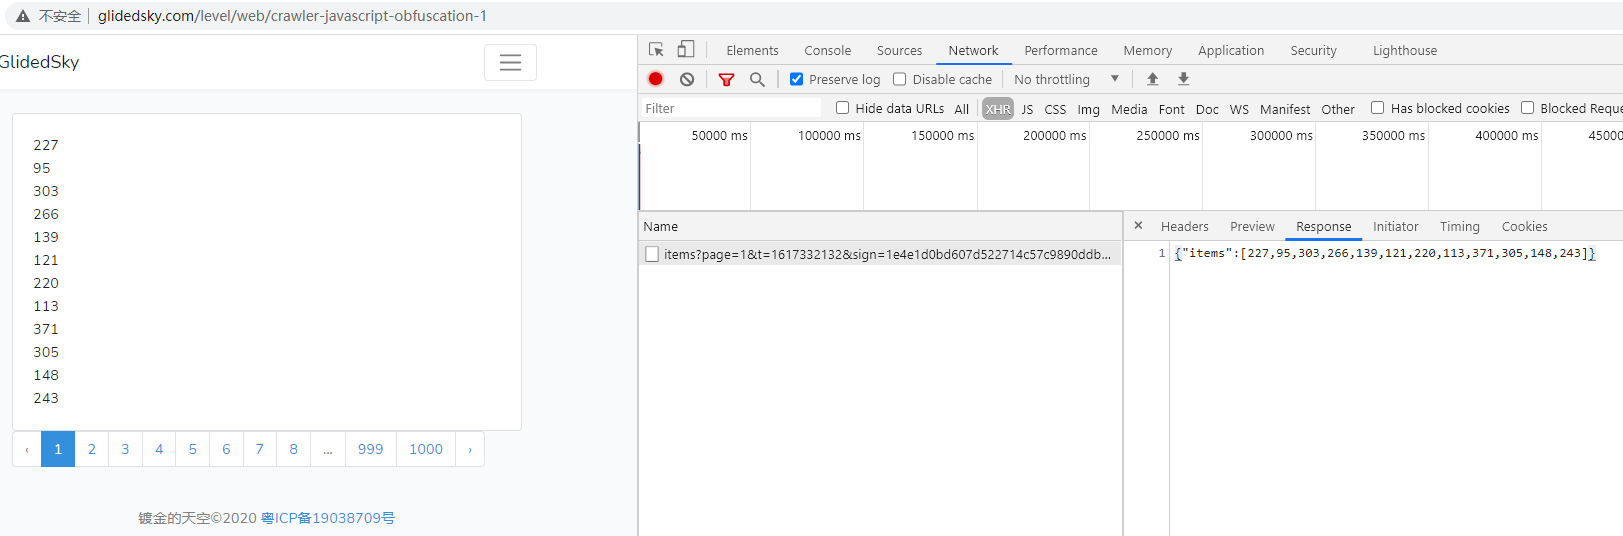 不安全 glidedsky.com/level/web/crawler-javascript-obfuscation-1
GlidedSky
227
95
303
266
139
121
220
113
371
305
148
243
‹ 1 2 3 4 5 6 7 8 ... 999 1000 ›
镀金的天空©2020 粤ICP备19038709号
Elements Console Sources Network Performance Memory Application Security Lighthouse
Preserve log Disable cache No throttling
Filter Hide data URLs All XHR JS CSS Img Media Font Doc WS Manifest Other Has blocked cookies Blocked Reque
50000 ms 100000 ms 150000 ms 200000 ms 250000 ms 300000 ms 350000 ms 400000 ms 45000
Name
items?page=1&t=1617332132&sign=1e4e1d0bd607d522714c57c9890ddb...
× Headers Preview Response Initiator Timing Cookies
1 {"items":[227,95,303,266,139,121,220,113,371,305,148,243]}